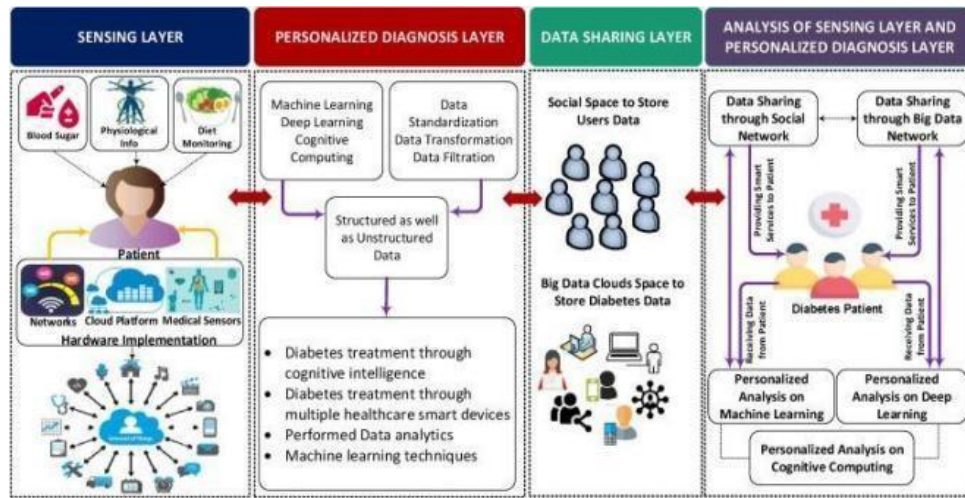 SENSING LAYER
PERSONALIZED DIAGNOSIS LAYER
DATA SHARING LAYER
ANALYSIS OF SENSING LAYER AND
PERSONALIZED DIAGNOSIS LAYER
Blood Sugar
Physiological
Info
Diet
Monitoring
Patient
Networks
Cloud Platform
Medical Sensors
Hardware Implementation
Internet of Things
Machine Learning
Deep Learning
Cognitive
Computing
Data
Standardization
Data Transformation
Data Filtration
Structured as well
as Unstructured
Data
• Diabetes treatment through
cognitive intelligence
• Diabetes treatment through
multiple healthcare smart devices
• Performed Data analytics
• Machine learning techniques
Social Space to Store
Users Data
Big Data Clouds Space to
Store Diabetes Data
Data Sharing
through Social
Network
Data Sharing
through Big Data
Network
Providing Smart
Services to Patient
Providing Smart
Services to Patient
Diabetes Patient
Receiving Data
from Patient
Receiving Data
from Patient
Personalized
Analysis on
Machine Learning
Personalized
Analysis on Deep
Learning
Personalized Analysis on
Cognitive Computing